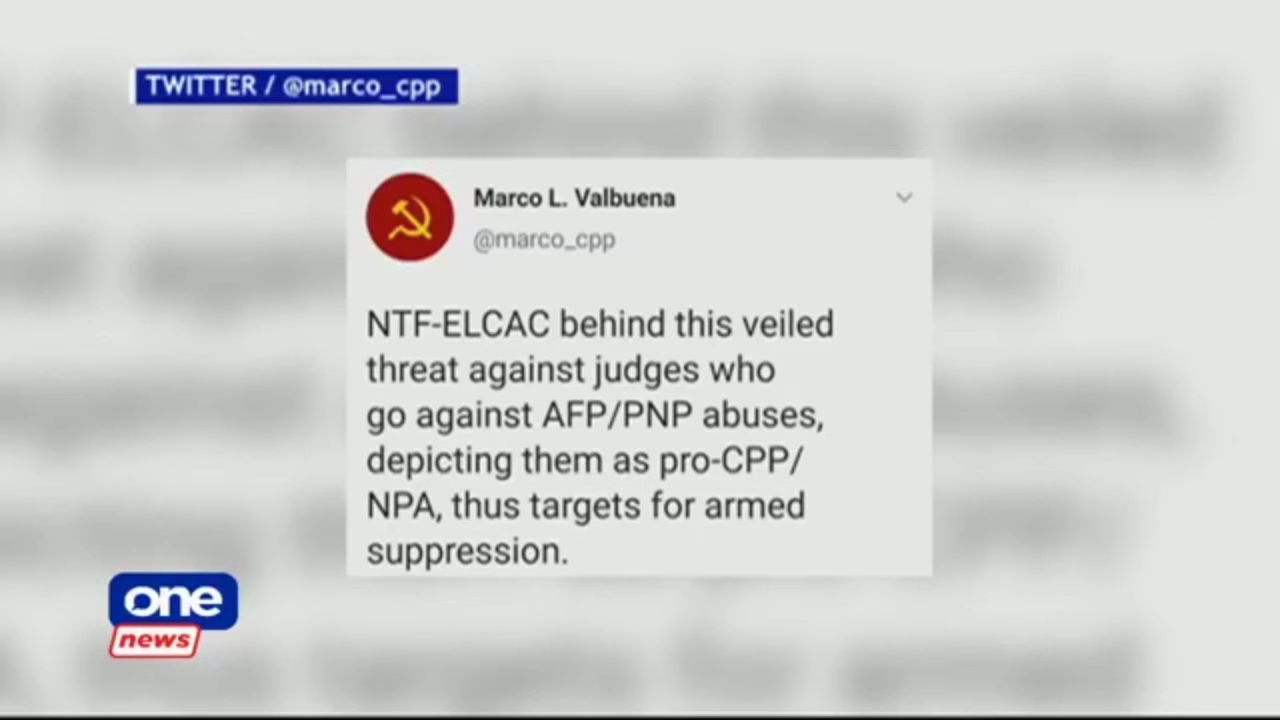 TWITTER / @marco_cpp
Marco L. Valbuena
@marco_cpp
NTF-ELCAC behind this veiled
threat against judges who
go against AFP/PNP abuses,
depicting them as pro-CPP/
NPA, thus targets for armed
suppression.
one
news